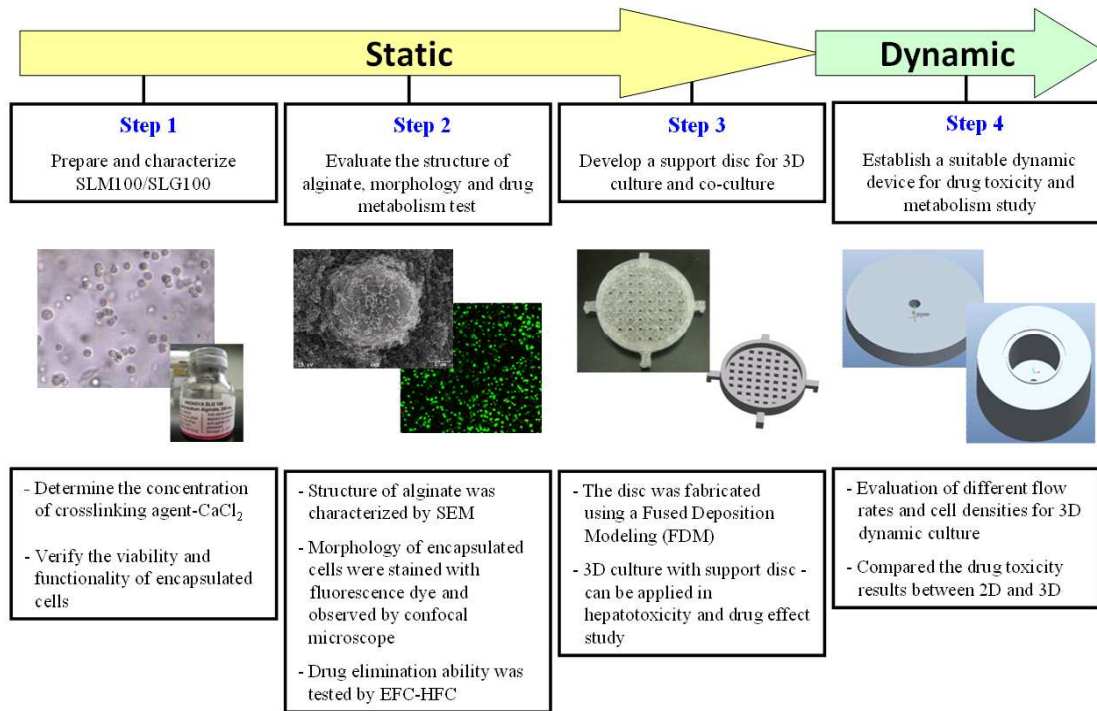 Static
Dynamic
Step 1
Prepare and characterize
SLM100/SLG100
Step 2
Evaluate the structure of
alginate, morphology and drug
metabolism test
Step 3
Develop a support disc for 3D
culture and co-culture
Step 4
Establish a suitable dynamic
device for drug toxicity and
metabolism study
SLG 100
Sodium Alginate
- Determine the concentration
of crosslinking agent-CaCl₂
- Verify the viability and
functionality of encapsulated
cells
- Structure of alginate was
characterized by SEM
- Morphology of encapsulated
cells were stained with
fluorescence dye and
observed by confocal
microscope
- Drug elimination ability was
tested by EFC-HFC
- The disc was fabricated
using a Fused Deposition
Modeling (FDM)
- 3D culture with support disc -
can be applied in
hepatotoxicity and drug effect
study
- Evaluation of different flow
rates and cell densities for 3D
dynamic culture
- Compared the drug toxicity
results between 2D and 3D